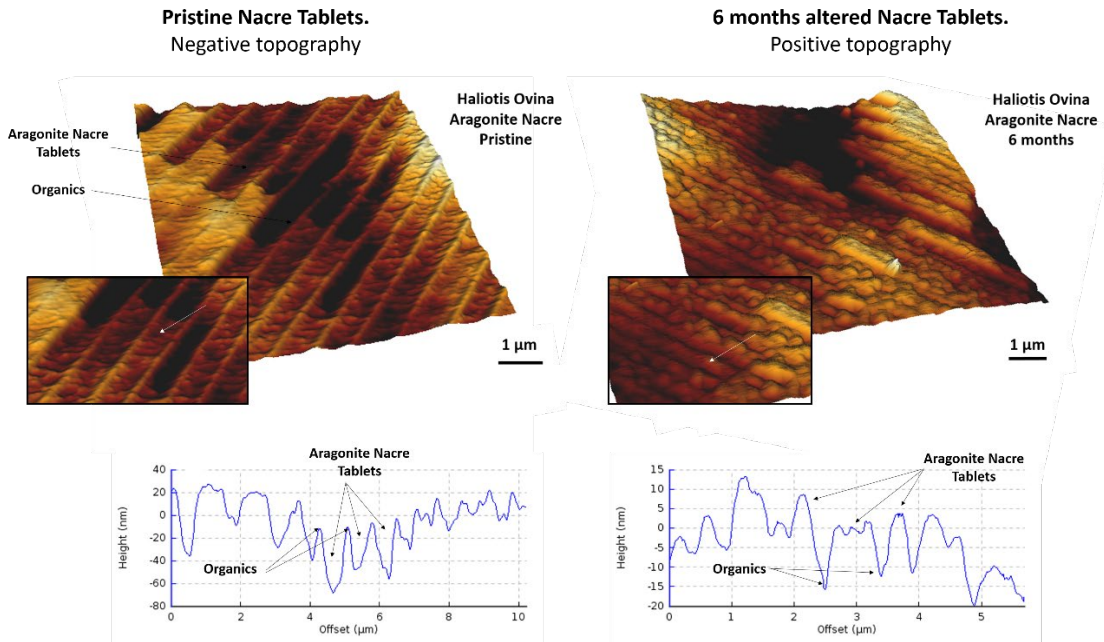 Pristine Nacre Tablets.
Negative topography
6 months altered Nacre Tablets.
Positive topography
Haliotis Ovina
Aragonite Nacre
Pristine
Aragonite Nacre
Tablets
Organics
1 µm
Haliotis Ovina
Aragonite Nacre
6 months
1 µm
Aragonite Nacre
Tablets
Organics
Height (nm)
40
20
0
-20
-40
-60
-80
0
2
4
6
8
10
Offset (µm)
Aragonite Nacre
Tablets
Organics
Height (nm)
15
10
5
0
-5
-10
-15
-20
0
1
2
3
4
5
Offset (µm)